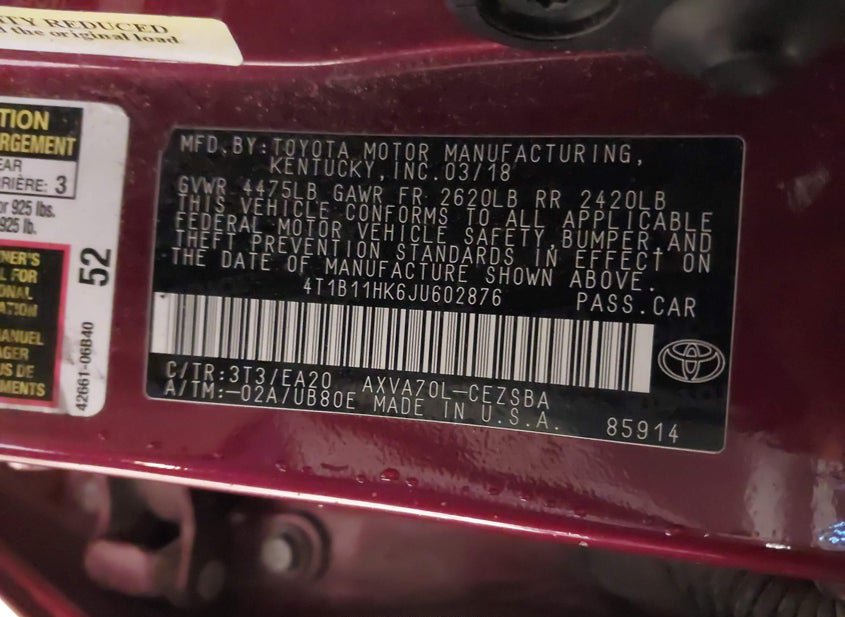 TY REDUCED
the original load
TION
RGEMENT
EAR
RIÈRE: 3
or 925 lbs.
925 lb.
NER'S
L FOR
ONAL
ATION
ANUEL
AGER
US DE
MENTS
52
42661-06B40
MFD.BY:TOYOTA MOTOR MANUFACTURING,
KENTUCKY,INC.03/18
GVWR 4475LB GAWR FR 2620LB RR 2420LB
THIS VEHICLE CONFORMS TO ALL APPLICABLE
FEDERAL MOTOR VEHICLE SAFETY,BUMPER,AND
THEFT PREVENTION STANDARDS IN EFFECT ON
THE DATE OF MANUFACTURE SHOWN ABOVE.
4T1B11HK6JU602876 PASS.CAR
C/TR:3T3/EA20 AXVA70L-CEZSBA
A/TM:-02A/UB80E MADE IN U.S.A. 85914